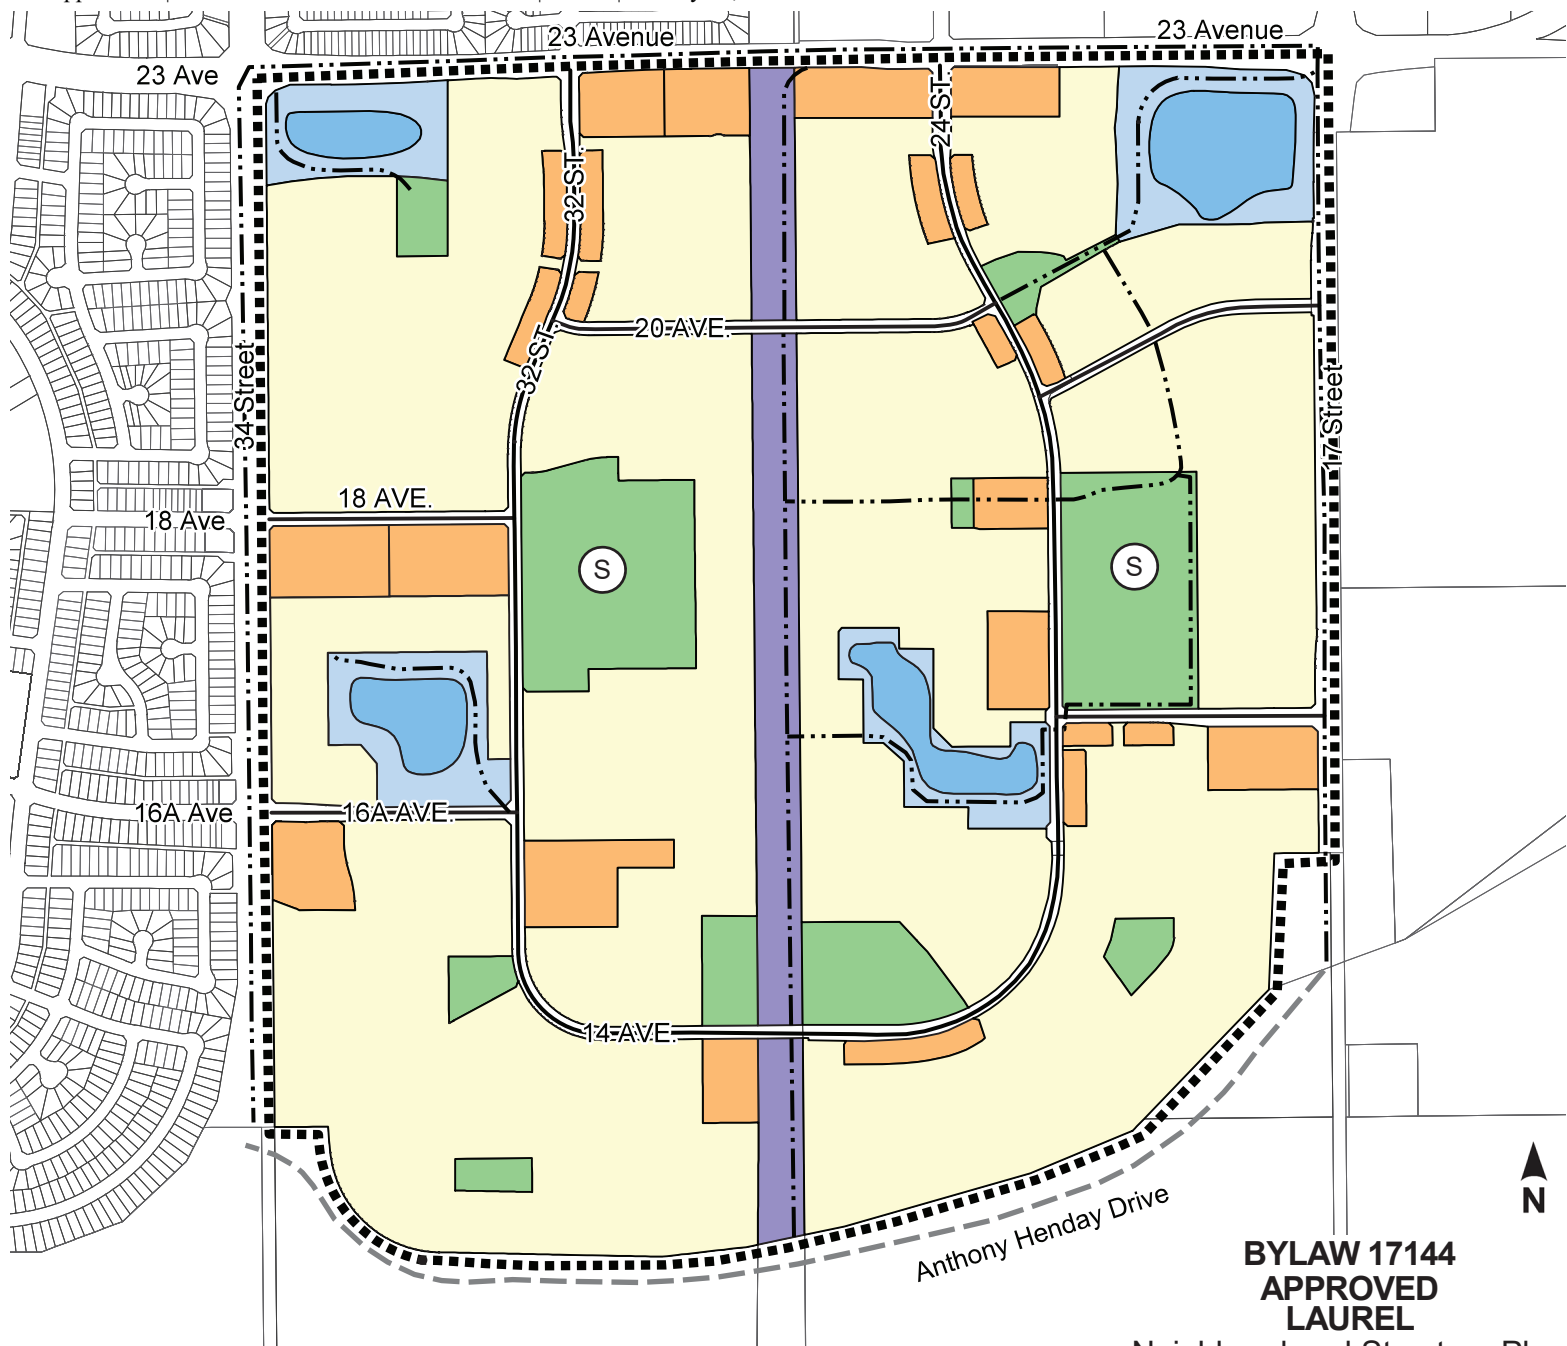 23 Avenue
23 Avenue
23 Ave
24 ST.
32 ST.
20 AVE.
32 ST.
34 Street
17 Street
18 AVE.
18 Ave
S
S
16A Ave
16A AVE.
14 AVE.
Anthony Henday Drive
N
BYLAW 17144
APPROVED
LAUREL